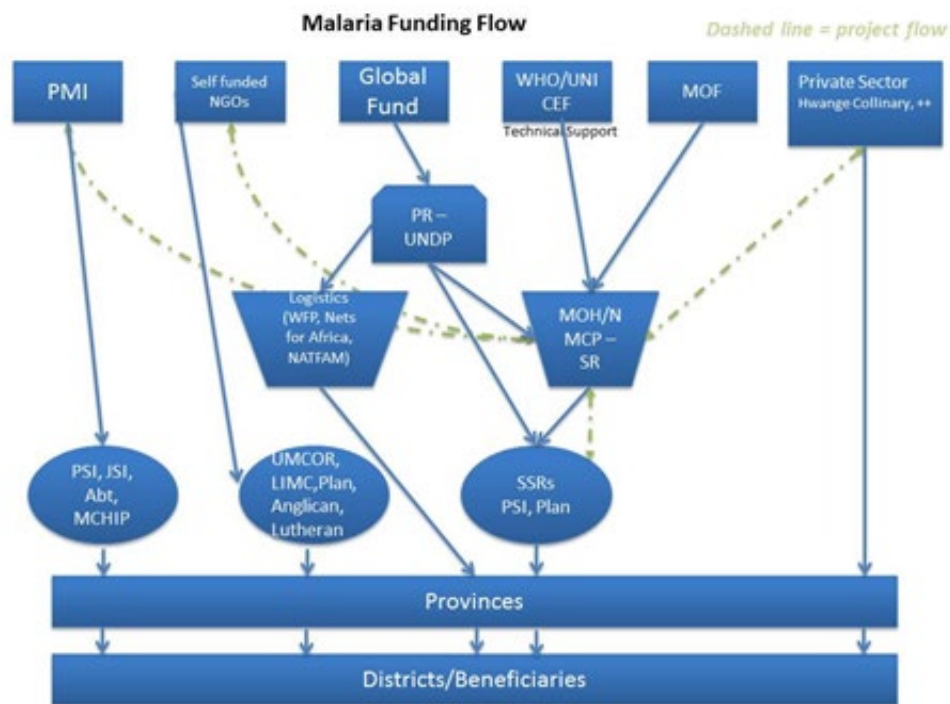 Malaria Funding Flow
Dashed line = project flow
PMI
Self funded
NGOs
Global
Fund
WHO/UNI
CEF
Technical Support
MOF
Private Sector
Hwange Collinary, ++
PR –
UNDP
Logistics
(WFP, Nets
for Africa,
NATFAM)
MOH/N
MCP –
SR
PSI, JSI,
Abt,
MCHIP
UMCOR,
LIMC,Plan,
Anglican,
Lutheran
SSRs
PSI, Plan
Provinces
Districts/Beneficiaries